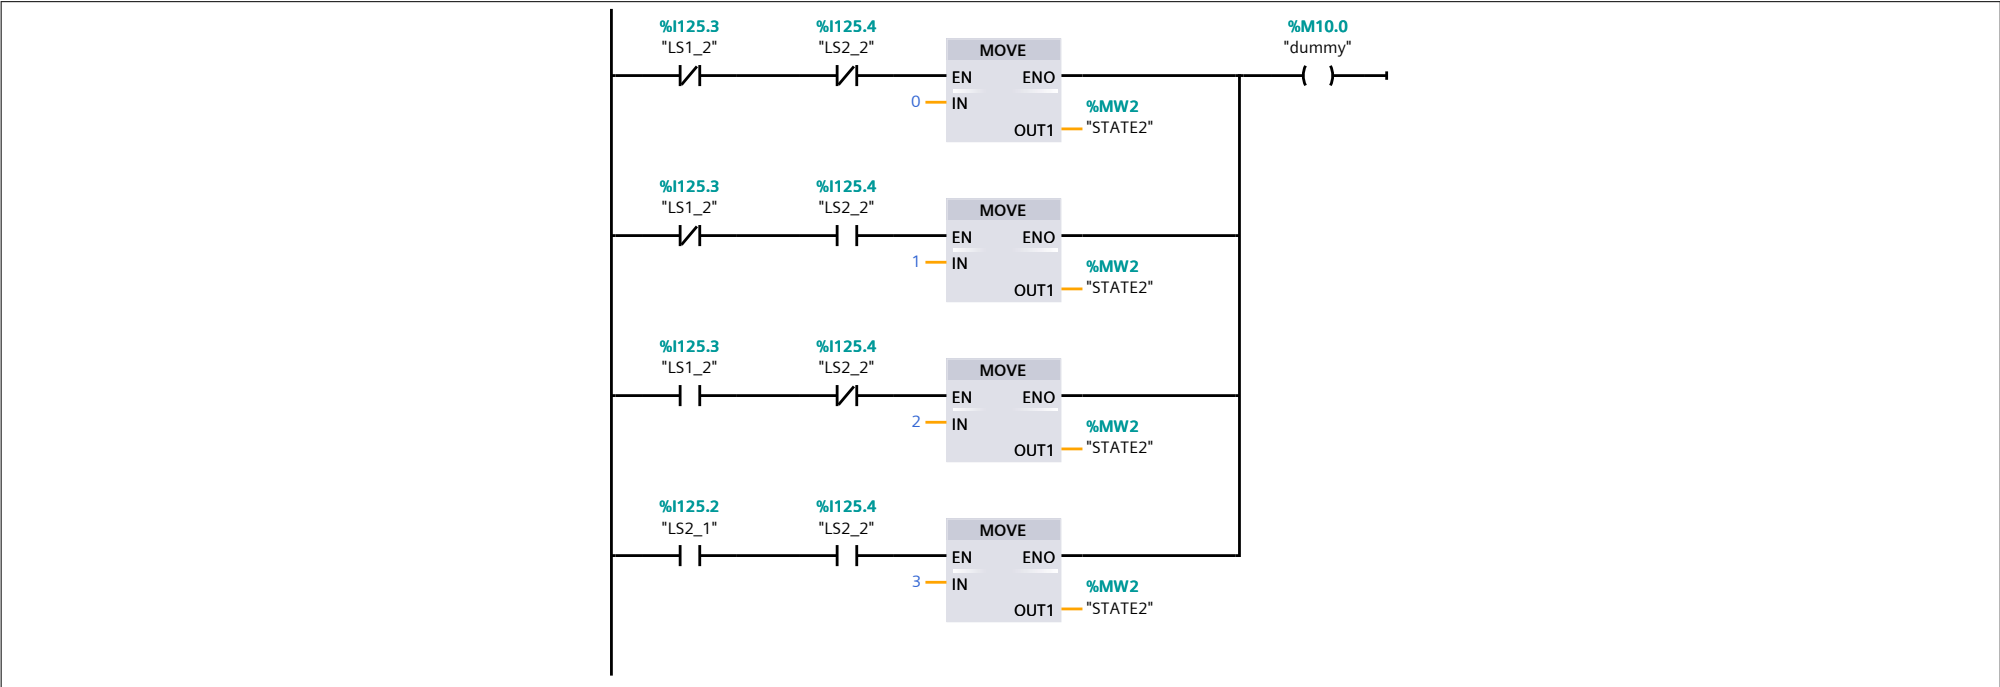 %I125.3 %I125.4 %M10.0
"LS1_2" "LS2_2" "dummy"
MOVE
EN ENO
0 IN
%MW2
OUT1 "STATE2"
%I125.3 %I125.4
"LS1_2" "LS2_2"
MOVE
EN ENO
1 IN
%MW2
OUT1 "STATE2"
%I125.3 %I125.4
"LS1_2" "LS2_2"
MOVE
EN ENO
2 IN
%MW2
OUT1 "STATE2"
%I125.2 %I125.4
"LS2_1" "LS2_2"
MOVE
EN ENO
3 IN
%MW2
OUT1 "STATE2"